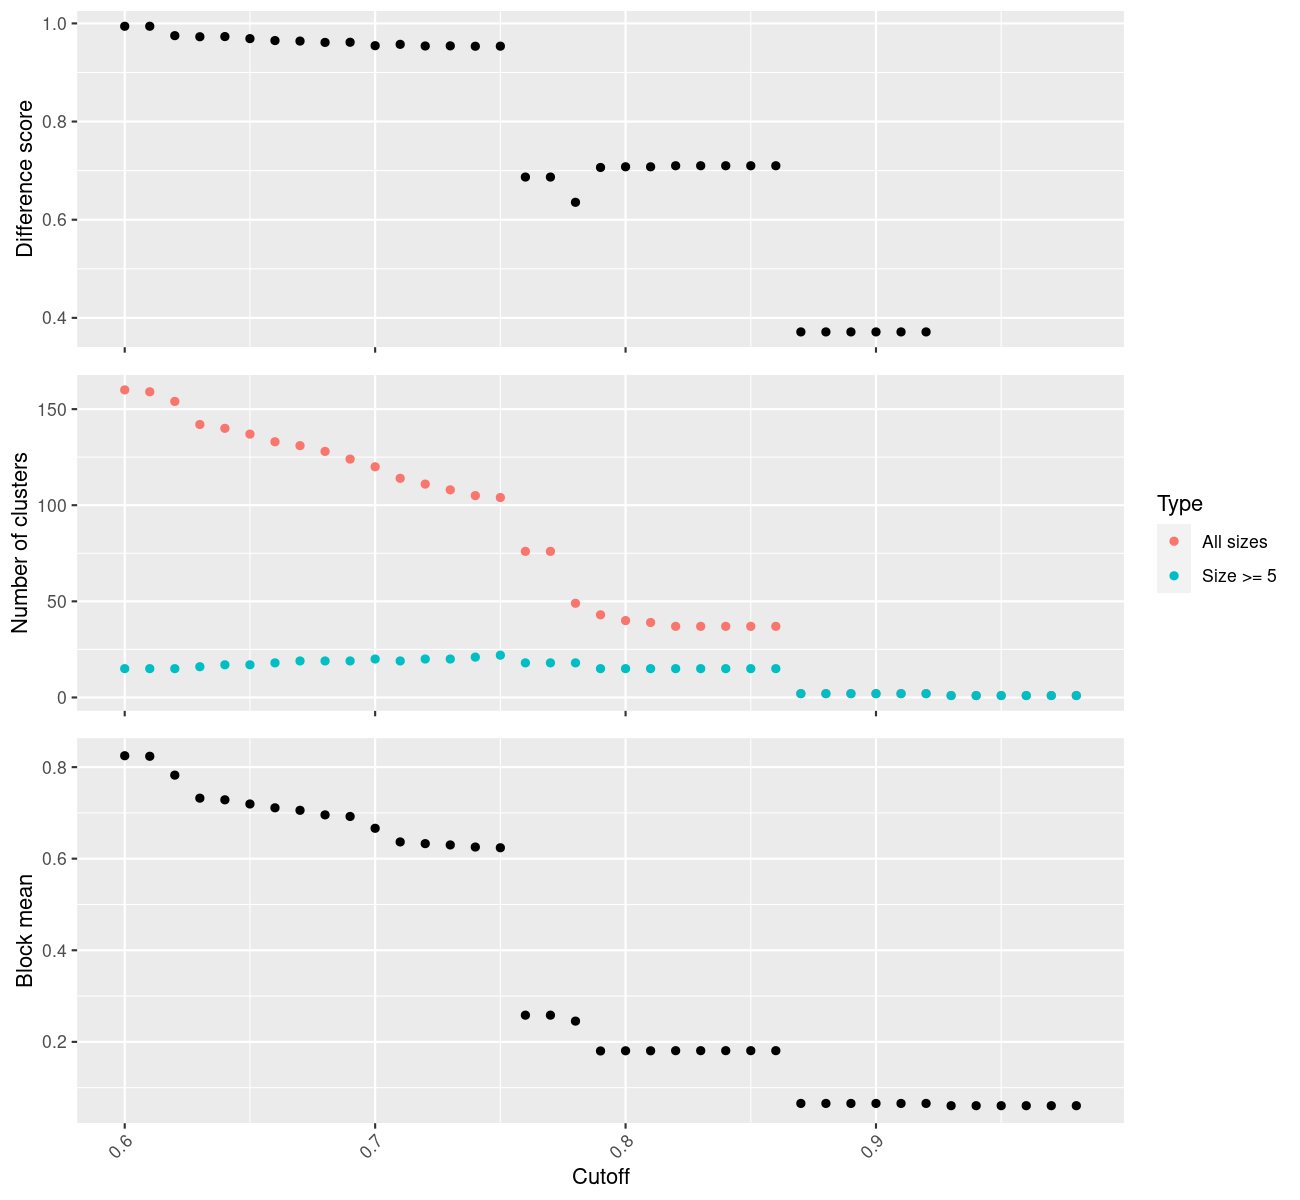 1.0
0.8
0.6
0.4
Difference score
150
100
50
0
Number of clusters
Type
All sizes
Size >= 5
0.8
0.6
0.4
0.2
Block mean
0.6
0.7
0.8
0.9
Cutoff